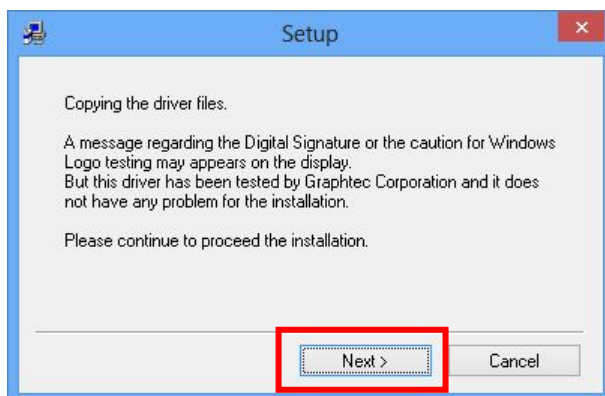 Setup
Copying the driver files.
A message regarding the Digital Signature or the caution for Windows
Logo testing may appears on the display.
But this driver has been tested by Graphtec Corporation and it does
not have any problem for the installation.
Please continue to proceed the installation.
Next >
Cancel